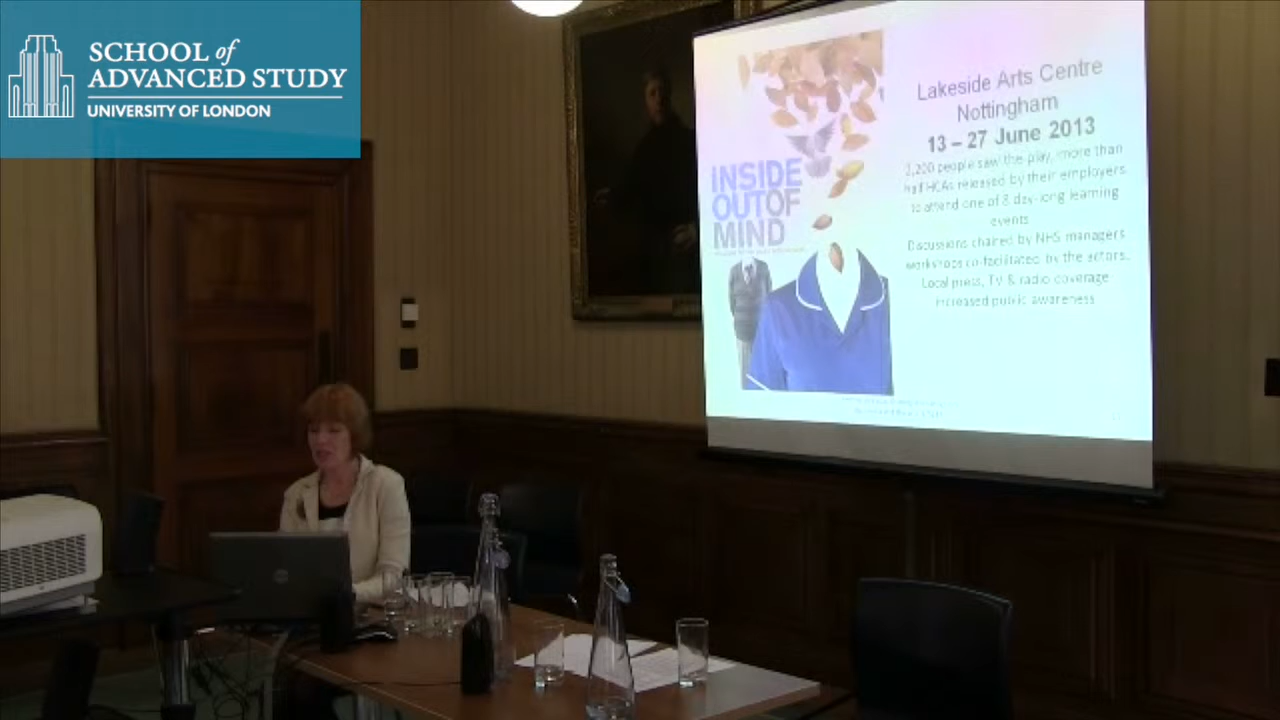 SCHOOL of
ADVANCED STUDY
UNIVERSITY OF LONDON
INSIDE
OUTOF
MIND
Lakeside Arts Centre
Nottingham
13 – 27 June 2013
2,200 people saw the play, more than
half HCAs released by their employers
to attend one of 8 day-long learning
events
Discussions chaired by NHS managers
workshops co-facilitated by the actors.
Local press, TV & radio coverage
increased public awareness